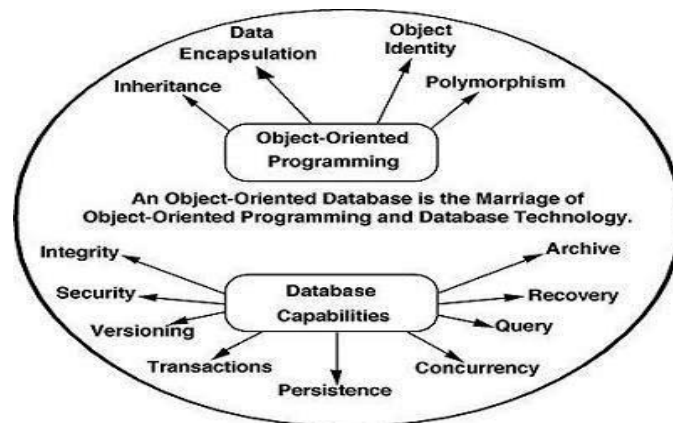 Data
Encapsulation
Object
Identity
Inheritance
Polymorphism
Object-Oriented
Programming
An Object-Oriented Database is the Marriage of
Object-Oriented Programming and Database Technology.
Integrity
Archive
Security
Database
Capabilities
Recovery
Versioning
Query
Transactions
Concurrency
Persistence